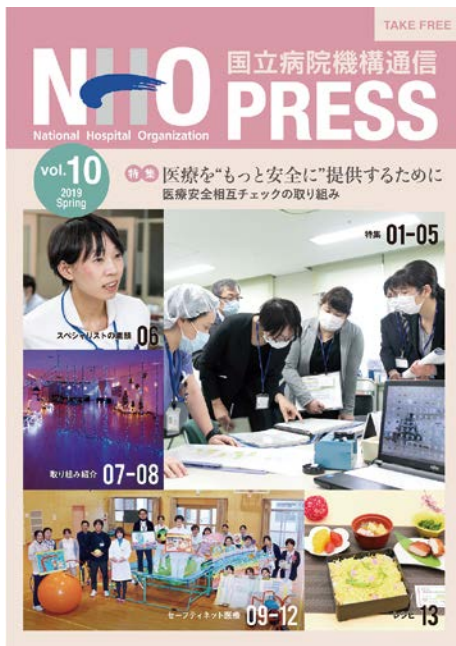 TAKE FREE
NHO
国立病院機構通信
PRESS
National Hospital Organization
vol.10
2019
Spring
特集
医療を“もっと安全に”提供するために
医療安全相互チェックの取り組み
特集 01-05
スペシャリストの素顔 06
取り組み紹介 07-08
セーフティネット医療 09-12
レシピ 13